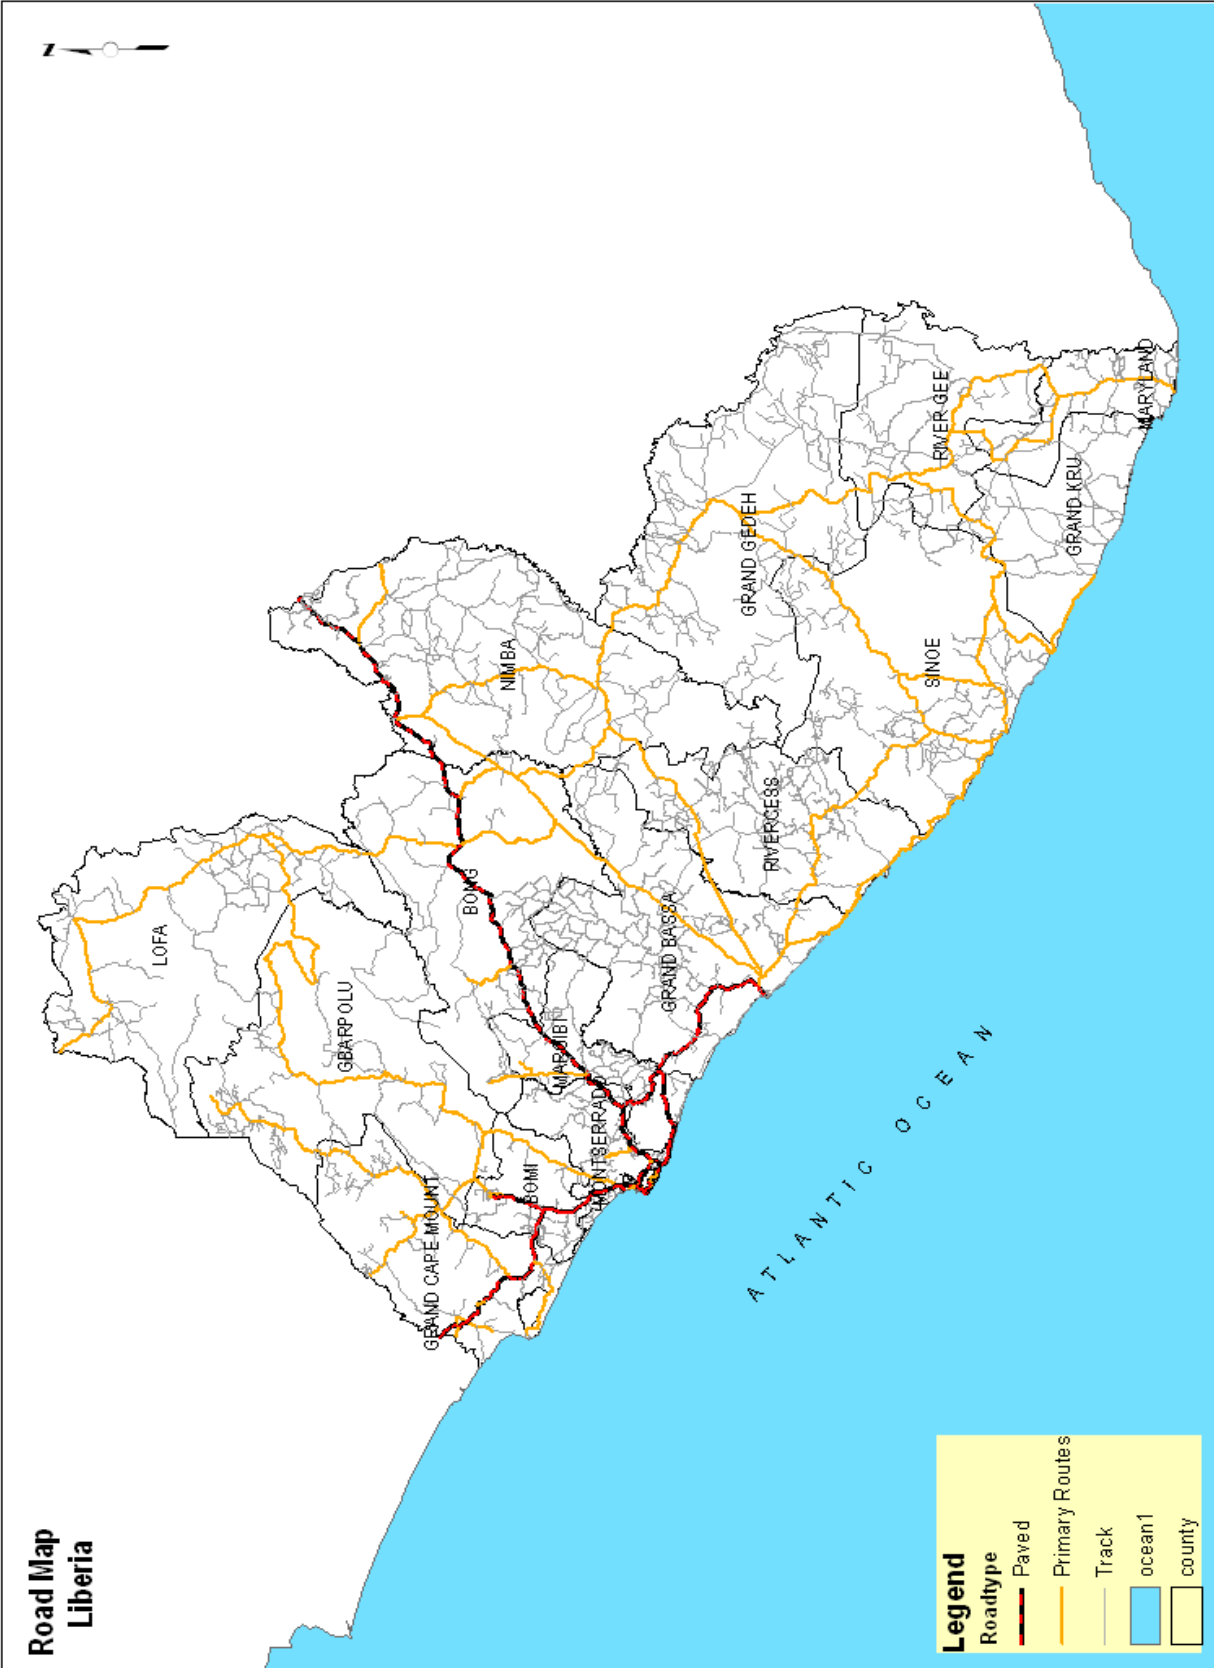 Road Map
Liberia
N
LOFA
GBARPOLU
GRAND CAPE MOUNT
BOMI
BONG
MONTSERRADO
MARGIBI
GRAND BASSA
NIMBA
RIVERCESS
GRAND GEDEH
SINOE
RIVER GEE
GRAND KRU
MARYLAND
ATLANTIC OCEAN
Legend
Roadtype
Paved
Primary Routes
Track
ocean1
county